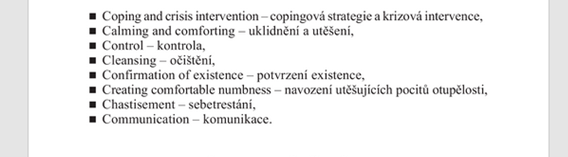 ■ Coping and crisis intervention – copingová strategie a krizová intervence,
■ Calming and comforting – uklidnění a utěšení,
■ Control – kontrola,
■ Cleansing – očištění,
■ Confirmation of existence – potvrzení existence,
■ Creating comfortable numbness – navození utěšujících pocitů otupělosti,
■ Chastisement – sebetrestání,
■ Communication – komunikace.